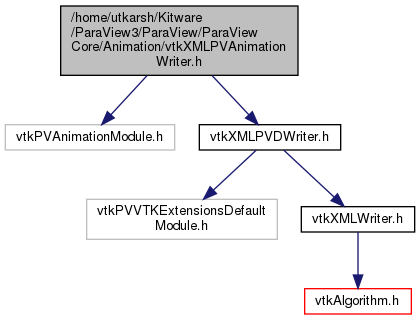 /home/utkarsh/Kitware
/ParaView3/ParaView/ParaView
Core/Animation/vtkXMLPVAnimation
Writer.h
vtkPVAnimationModule.h
vtkXMLPVDWriter.h
vtkPVVTKExtensionsDefault
Module.h
vtkXMLWriter.h
vtkAlgorithm.h